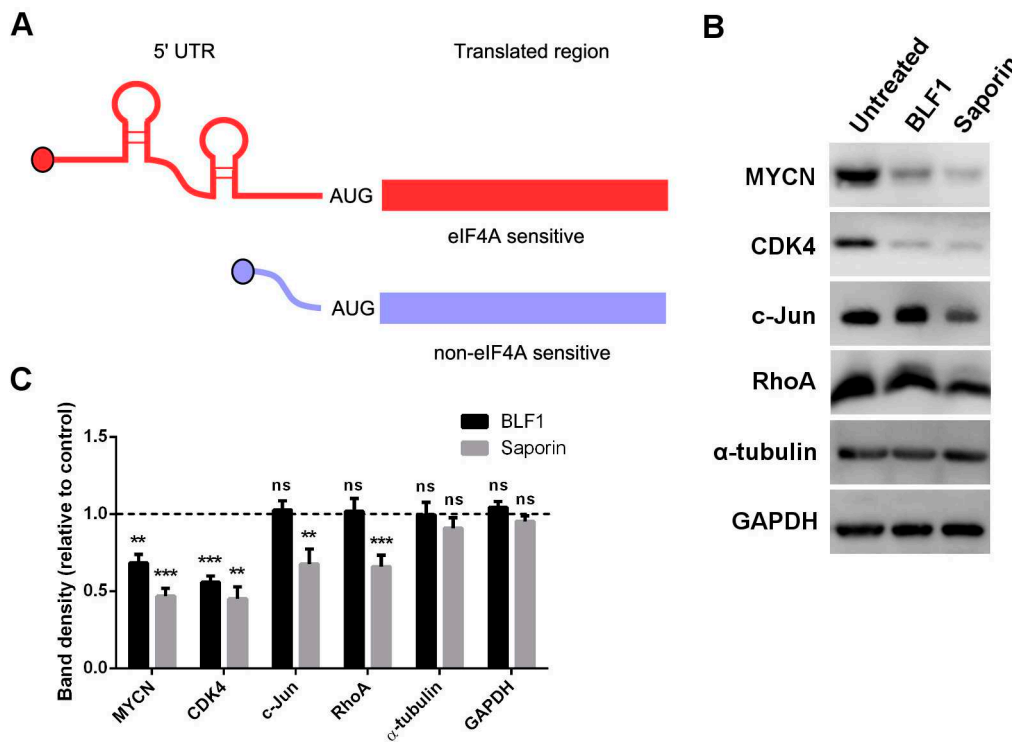 A
5' UTR
Translated region
AUG
eIF4A sensitive
AUG
non-eIF4A sensitive
B
Untreated
BLF1
Saporin
MYCN
CDK4
c-Jun
RhoA
α-tubulin
GAPDH
C
Band density (relative to control)
BLF1
Saporin
1.5
1.0
0.5
0.0
** *** *** ** ns ** ns *** ns ns ns ns
MYCN
CDK4
c-Jun
RhoA
α-tubulin
GAPDH